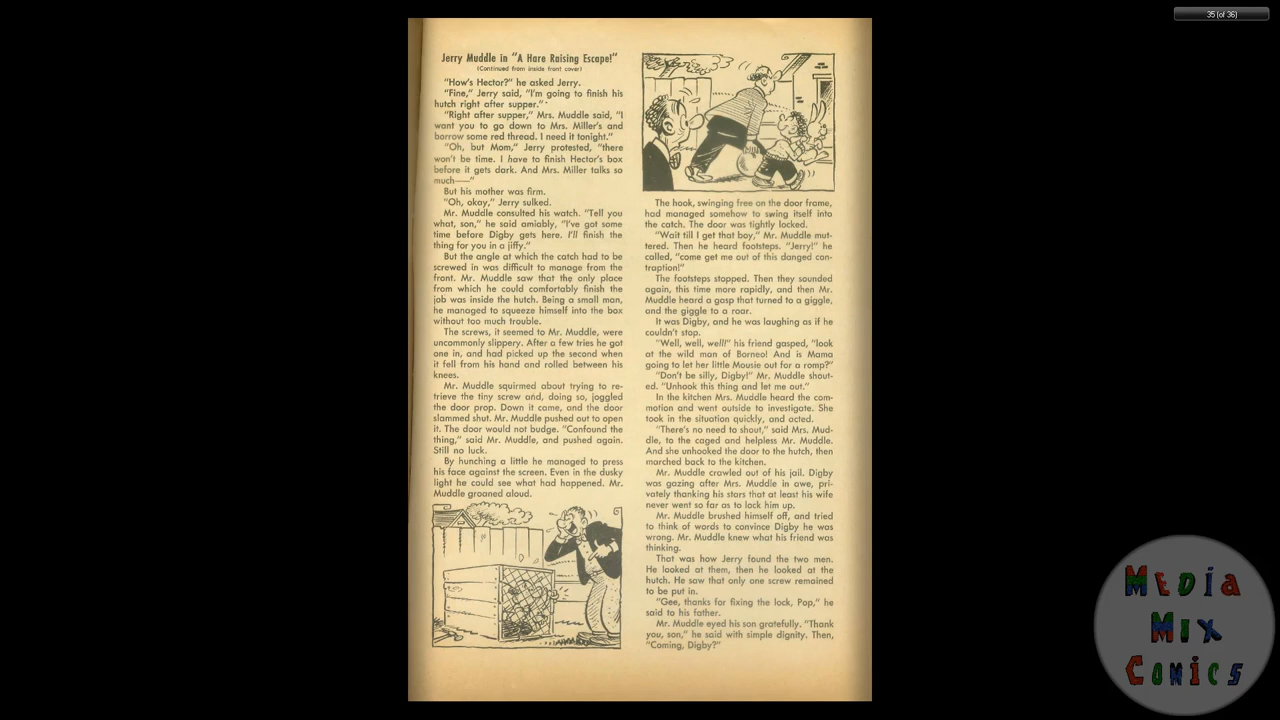 35 (of 36)
Jerry Muddle in "A Hare Raising Escape!"
(Continued from inside front cover)
"How's Hector?" he asked Jerry.
"Fine," Jerry said, "I'm going to finish his
hutch right after supper."
"Right after supper," Mrs. Muddle said, "I
want you to go down to Mrs. Miller's and
borrow some red thread. I need it tonight."
"Oh, but Mom," Jerry protested, "there
won't be time. I have to finish Hector's box
before it gets dark. And Mrs. Miller talks so
much—"
But his mother was firm.
"Oh, okay," Jerry sulked.
Mr. Muddle consulted his watch. "Tell you
what, son," he said amiably, "I've got some
time before Digby gets here. I'll finish the
thing for you in a jiffy."
But the angle at which the catch had to be
screwed in was difficult to manage from the
front. Mr. Muddle saw that the only place
from which he could comfortably finish the
job was inside the hutch. Being a small man,
he managed to squeeze himself into the box
without too much trouble.
The screws, it seemed to Mr. Muddle, were
uncommonly slippery. After a few tries he got
one in, and had picked up the second when
it fell from his hand and rolled between his
knees.
Mr. Muddle squirmed about trying to re-
trieve the tiny screw and, doing so, joggled
the door prop. Down it came, and the door
slammed shut. Mr. Muddle pushed out to open
it. The door would not budge. "Confound the
thing," said Mr. Muddle, and pushed again.
Still no luck.
By hunching a little he managed to press
his face against the screen. Even in the dusky
light he could see what had happened. Mr.
Muddle groaned aloud.
The hook, swinging free on the door frame,
had managed somehow to swing itself into
the catch. The door was tightly locked.
"Wait till I get that boy," Mr. Muddle mut-
tered. Then he heard footsteps. "Jerry!" he
called, "come get me out of this danged con-
traption!"
The footsteps stopped. Then they sounded
again, this time more rapidly, and then Mr.
Muddle heard a gasp that turned to a giggle,
and the giggle to a roar.
It was Digby, and he was laughing as if he
couldn't stop.
"Well, well, well!" his friend gasped, "look
at the wild man of Borneo! And is Mama
going to let her little Mousie out for a romp?"
"Don't be silly, Digby!" Mr. Muddle shout-
ed. "Unhook this thing and let me out."
In the kitchen Mrs. Muddle heard the com-
motion and went outside to investigate. She
took in the situation quickly, and acted.
"There's no need to shout," said Mrs. Mud-
dle, to the caged and helpless Mr. Muddle.
And she unhooked the door to the hutch, then
marched back to the kitchen.
Mr. Muddle crawled out of his jail. Digby
was gazing after Mrs. Muddle in awe, pri-
vately thanking his stars that at least his wife
never went so far as to lock him up.
Mr. Muddle brushed himself off, and tried
to think of words to convince Digby he was
wrong. Mr. Muddle knew what his friend was
thinking.
That was how Jerry found the two men.
He looked at them, then he looked at the
hutch. He saw that only one screw remained
to be put in.
"Gee, thanks for fixing the lock, Pop," he
said to his father.
Mr. Muddle eyed his son gratefully. "Thank
you, son," he said with simple dignity. Then,
"Coming, Digby?"
MEDIA
MIX
COMICS